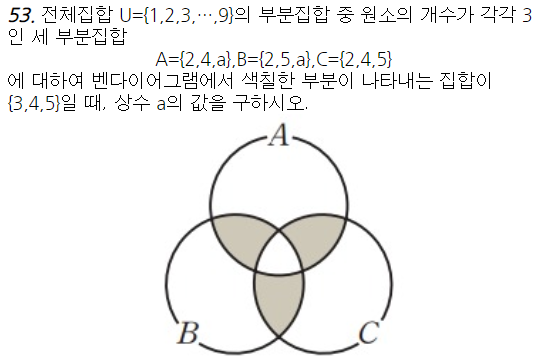 53. 전체집합 U={1,2,3,⋯,9}의 부분집합 중 원소의 개수가 각각 3
인 세 부분집합
A={2,4,a},B={2,5,a},C={2,4,5}
에 대하여 벤다이어그램에서 색칠한 부분이 나타내는 집합이
{3,4,5}일 때, 상수 a의 값을 구하시오.
A
B
C